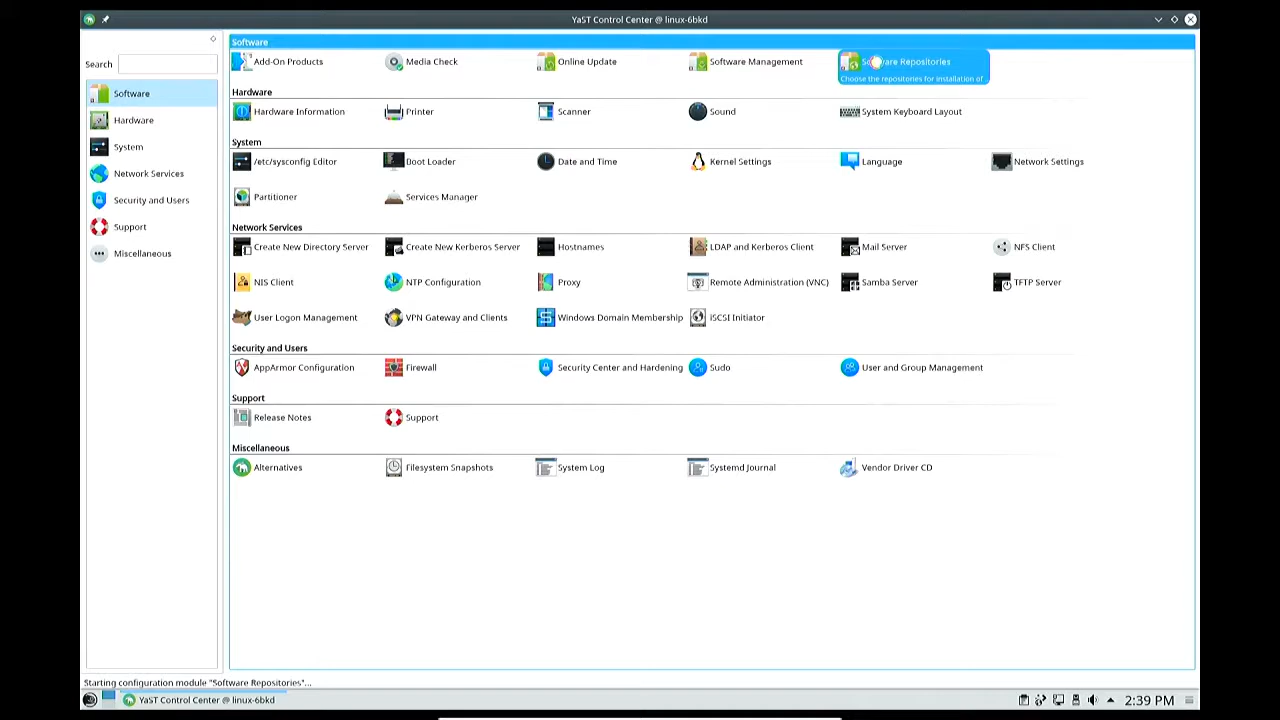 YaST Control Center @ linux-6bkd
Search
Software
Hardware
System
Network Services
Security and Users
Support
Miscellaneous
Software
Add-On Products Media Check Online Update Software Management Software Repositories
Choose the repositories for installation of
Hardware
Hardware Information Printer Scanner Sound System Keyboard Layout
System
/etc/sysconfig Editor Boot Loader Date and Time Kernel Settings Language Network Settings
Partitioner Services Manager
Network Services
Create New Directory Server Create New Kerberos Server Hostnames LDAP and Kerberos Client Mail Server NFS Client
NIS Client NTP Configuration Proxy Remote Administration (VNC) Samba Server TFTP Server
User Logon Management VPN Gateway and Clients Windows Domain Membership iSCSI Initiator
Security and Users
AppArmor Configuration Firewall Security Center and Hardening Sudo User and Group Management
Support
Release Notes Support
Miscellaneous
Alternatives Filesystem Snapshots System Log Systemd Journal Vendor Driver CD
Starting configuration module "Software Repositories"...
YaST Control Center @ linux-6bkd 2:39 PM